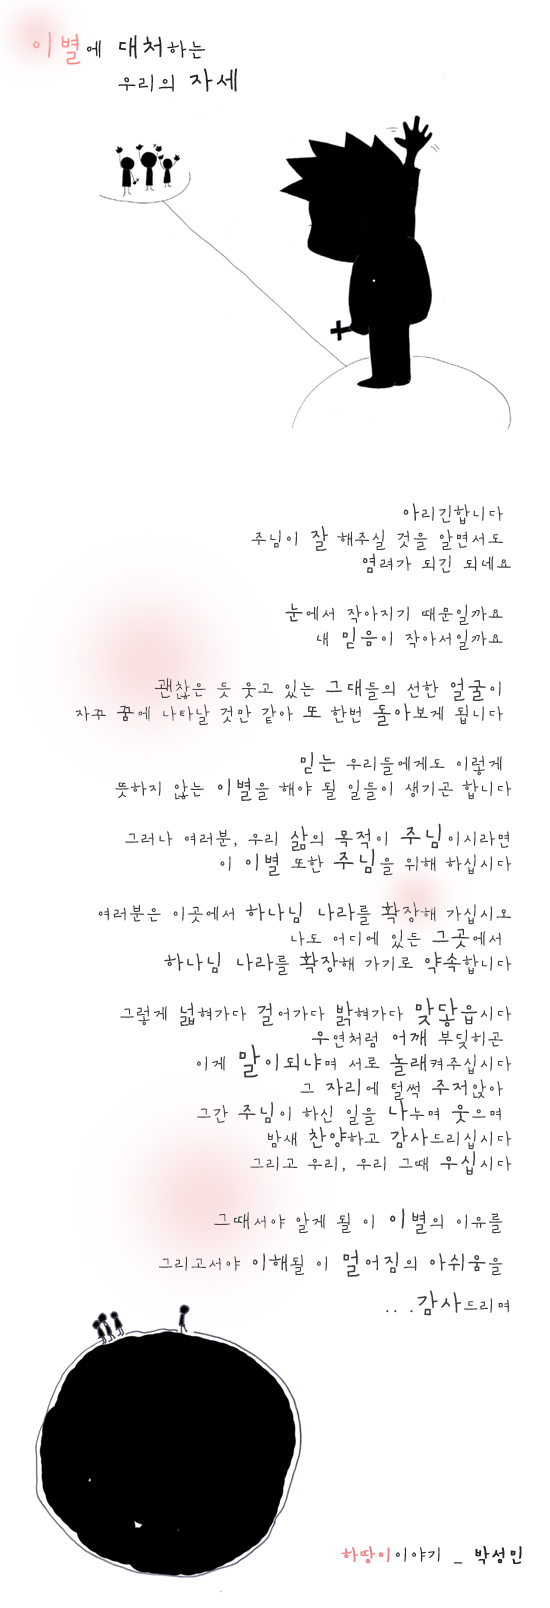 이별에 대처하는
우리의 자세
아리긴합니다
주님이 잘 해주실 것을 알면서도
염려가 되긴 되네요
눈에서 작아지기 때문일까요
내 믿음이 작아서일까요
괜찮은 듯 웃고 있는 그대들의 선한 얼굴이
자꾸 꿈에 나타날 것만 같아 또 한번 돌아보게 됩니다
믿는 우리들에게도 이렇게
뜻하지 않는 이별을 해야 될 일들이 생기곤 합니다
그러나 여러분, 우리 삶의 목적이 주님이시라면
이 이별 또한 주님을 위해 하십시다
여러분은 이곳에서 하나님 나라를 확장해 가십시오
나도 어디에 있든 그곳에서
하나님 나라를 확장해 가기로 약속합니다
그렇게 넓혀가다 걸어가다 밝혀가다 맞닿읍시다
우연처럼 어깨 부딪히곤
이게 말이되냐며 서로 놀래켜주십시다
그 자리에 털썩 주저앉아
그간 주님이 하신 일을 나누며 웃으며
밤새 찬양하고 감사드리십시다
그리고 우리, 우리 그때 우십시다
그때서야 알게 될 이 이별의 이유를
그리고서야 이해될 이 멀어짐의 아쉬움을
.. .감사드리며
하땅이이야기 _ 박성민